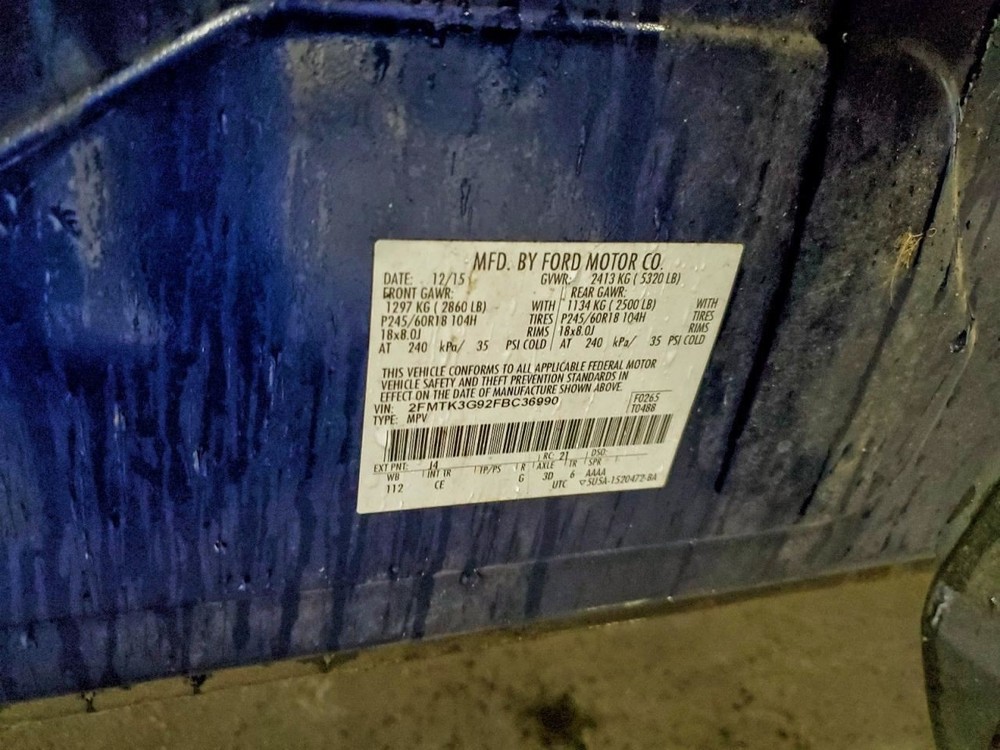 MFD. BY FORD MOTOR CO.
DATE: 12/15 GVWR: 2413 KG ( 5320 LB)
FRONT GAWR: REAR GAWR:
1297 KG ( 2860 LB) WITH 1134 KG ( 2500 LB) WITH
P245/60R18 104H TIRES P245/60R18 104H TIRES
18x8.0J RIMS 18x8.0J RIMS
AT 240 kPa/ 35 PSI COLD AT 240 kPa/ 35 PSI COLD
THIS VEHICLE CONFORMS TO ALL APPLICABLE FEDERAL MOTOR
VEHICLE SAFETY AND THEFT PREVENTION STANDARDS IN
EFFECT ON THE DATE OF MANUFACTURE SHOWN ABOVE.
VIN: 2FMTK3G92FBC36990 F0265
TYPE: MPV T0488
EXT PNT: J4 RC: 21 DSO:
WB INT TR TP/PS R AXLE TR SPR
112 CE G 3D 6 AAAA
UTC ▽5U5A-1520472-BA